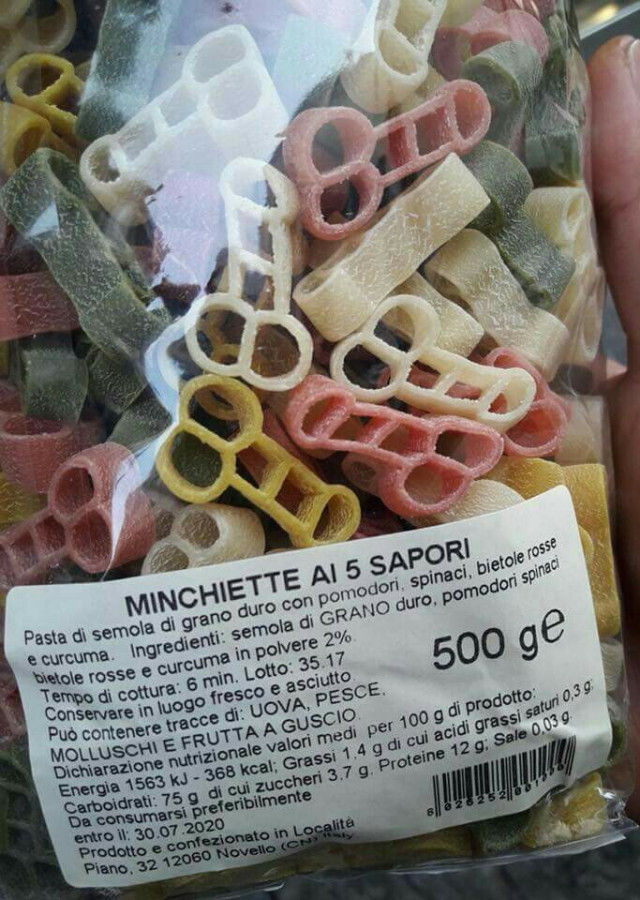 MINCHIETTE AI 5 SAPORI
Pasta di semola di grano duro con pomodori, spinaci, bietole rosse
e curcuma. Ingredienti: semola di GRANO duro, pomodori spinaci
bietole rosse e curcuma in polvere 2%.
Tempo di cottura: 6 min. Lotto: 35.17
500 g e
Conservare in luogo fresco e asciutto
Può contenere tracce di: UOVA, PESCE,
MOLLUSCHI E FRUTTA A GUSCIO.
Dichiarazione nutrizionale valori medi per 100 g di prodotto:
Energia 1563 kJ - 368 kcal; Grassi 1,4 g di cui acidi grassi saturi 0,3 g;
Carboidrati: 75 g di cui zuccheri 3,7 g. Proteine 12 g; Sale 0,03 g.
Da consumarsi preferibilmente
entro il: 30.07.2020
Prodotto e confezionato in Località
Piano, 32 12060 Novello (CN) Italy
8 026252